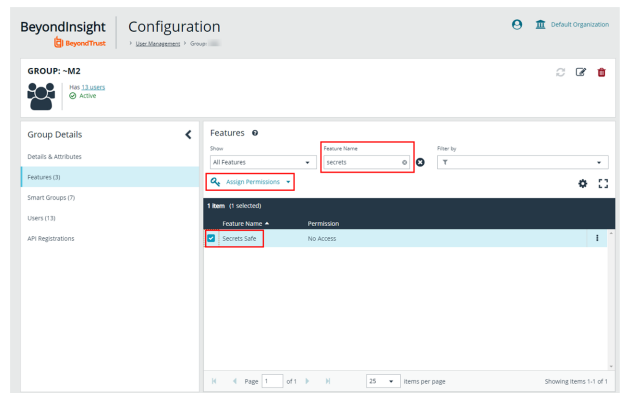 BeyondInsight
BeyondTrust
Configuration
User Management > Group:
Default Organization
GROUP: ~M2
Has 13 users
Active
Group Details
Details & Attributes
Features (3)
Smart Groups (7)
Users (13)
API Registrations
Features
Show
Feature Name
Filter by
All Features
secrets
Assign Permissions
1 item (1 selected)
Feature Name
Permission
Secrets Safe
No Access
Page 1 of 1
25 items per page
Showing items 1-1 of 1